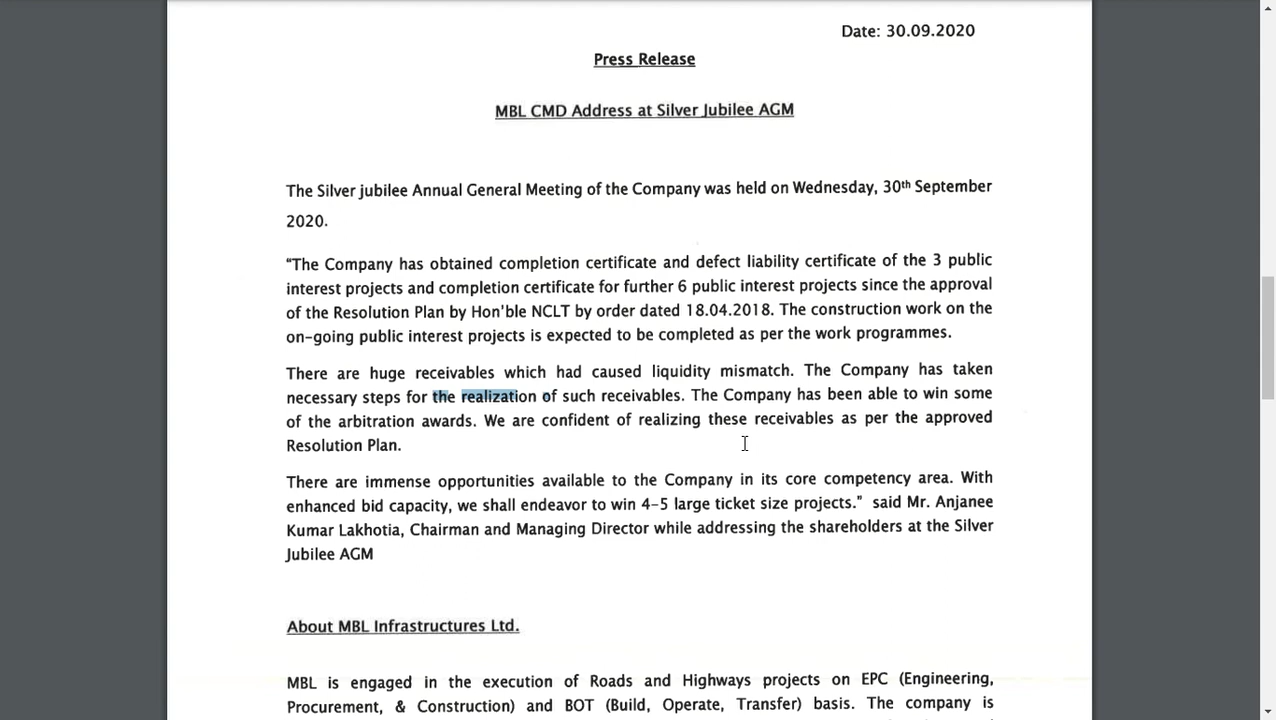 Date: 30.09.2020
Press Release
MBL CMD Address at Silver Jubilee AGM
The Silver jubilee Annual General Meeting of the Company was held on Wednesday, 30th September
2020.
“The Company has obtained completion certificate and defect liability certificate of the 3 public
interest projects and completion certificate for further 6 public interest projects since the approval
of the Resolution Plan by Hon’ble NCLT by order dated 18.04.2018. The construction work on the
on-going public interest projects is expected to be completed as per the work programmes.
There are huge receivables which had caused liquidity mismatch. The Company has taken
necessary steps for the realization of such receivables. The Company has been able to win some
of the arbitration awards. We are confident of realizing these receivables as per the approved
Resolution Plan.
There are immense opportunities available to the Company in its core competency area. With
enhanced bid capacity, we shall endeavor to win 4-5 large ticket size projects.” said Mr. Anjanee
Kumar Lakhotia, Chairman and Managing Director while addressing the shareholders at the Silver
Jubilee AGM
About MBL Infrastructures Ltd.
MBL is engaged in the execution of Roads and Highways projects on EPC (Engineering,
Procurement, & Construction) and BOT (Build, Operate, Transfer) basis. The company is